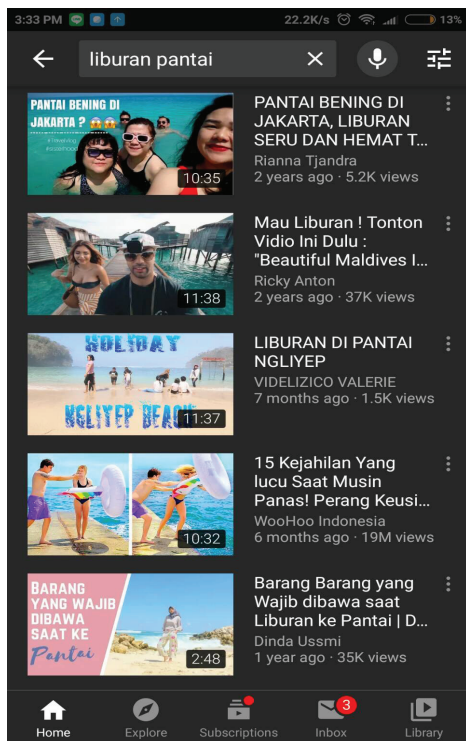 3:33 PM
22.2K/s
13%
liburan pantai
PANTAI BENING DI
JAKARTA ?
10:35
PANTAI BENING DI
JAKARTA, LIBURAN
SERU DAN HEMAT T...
Rianna Tjandra
2 years ago · 5.2K views
11:38
Mau Liburan ! Tonton
Vidio Ini Dulu :
"Beautiful Maldives I...
Ricky Anton
2 years ago · 37K views
HOLIDAY
NGLIYEP BEACH
11:37
LIBURAN DI PANTAI
NGLIYEP
VIDELIZICO VALERIE
7 months ago · 1.5K views
10:32
15 Kejahilan Yang
lucu Saat Musin
Panas! Perang Keusi...
WooHoo Indonesia
6 months ago · 19M views
BARANG
YANG WAJIB
DIBAWA
SAAT KE
Pantai
2:48
Barang Barang yang
Wajib dibawa saat
Liburan ke Pantai | D...
Dinda Ussmi
1 year ago · 35K views
3
Home
Explore
Subscriptions
Inbox
Library